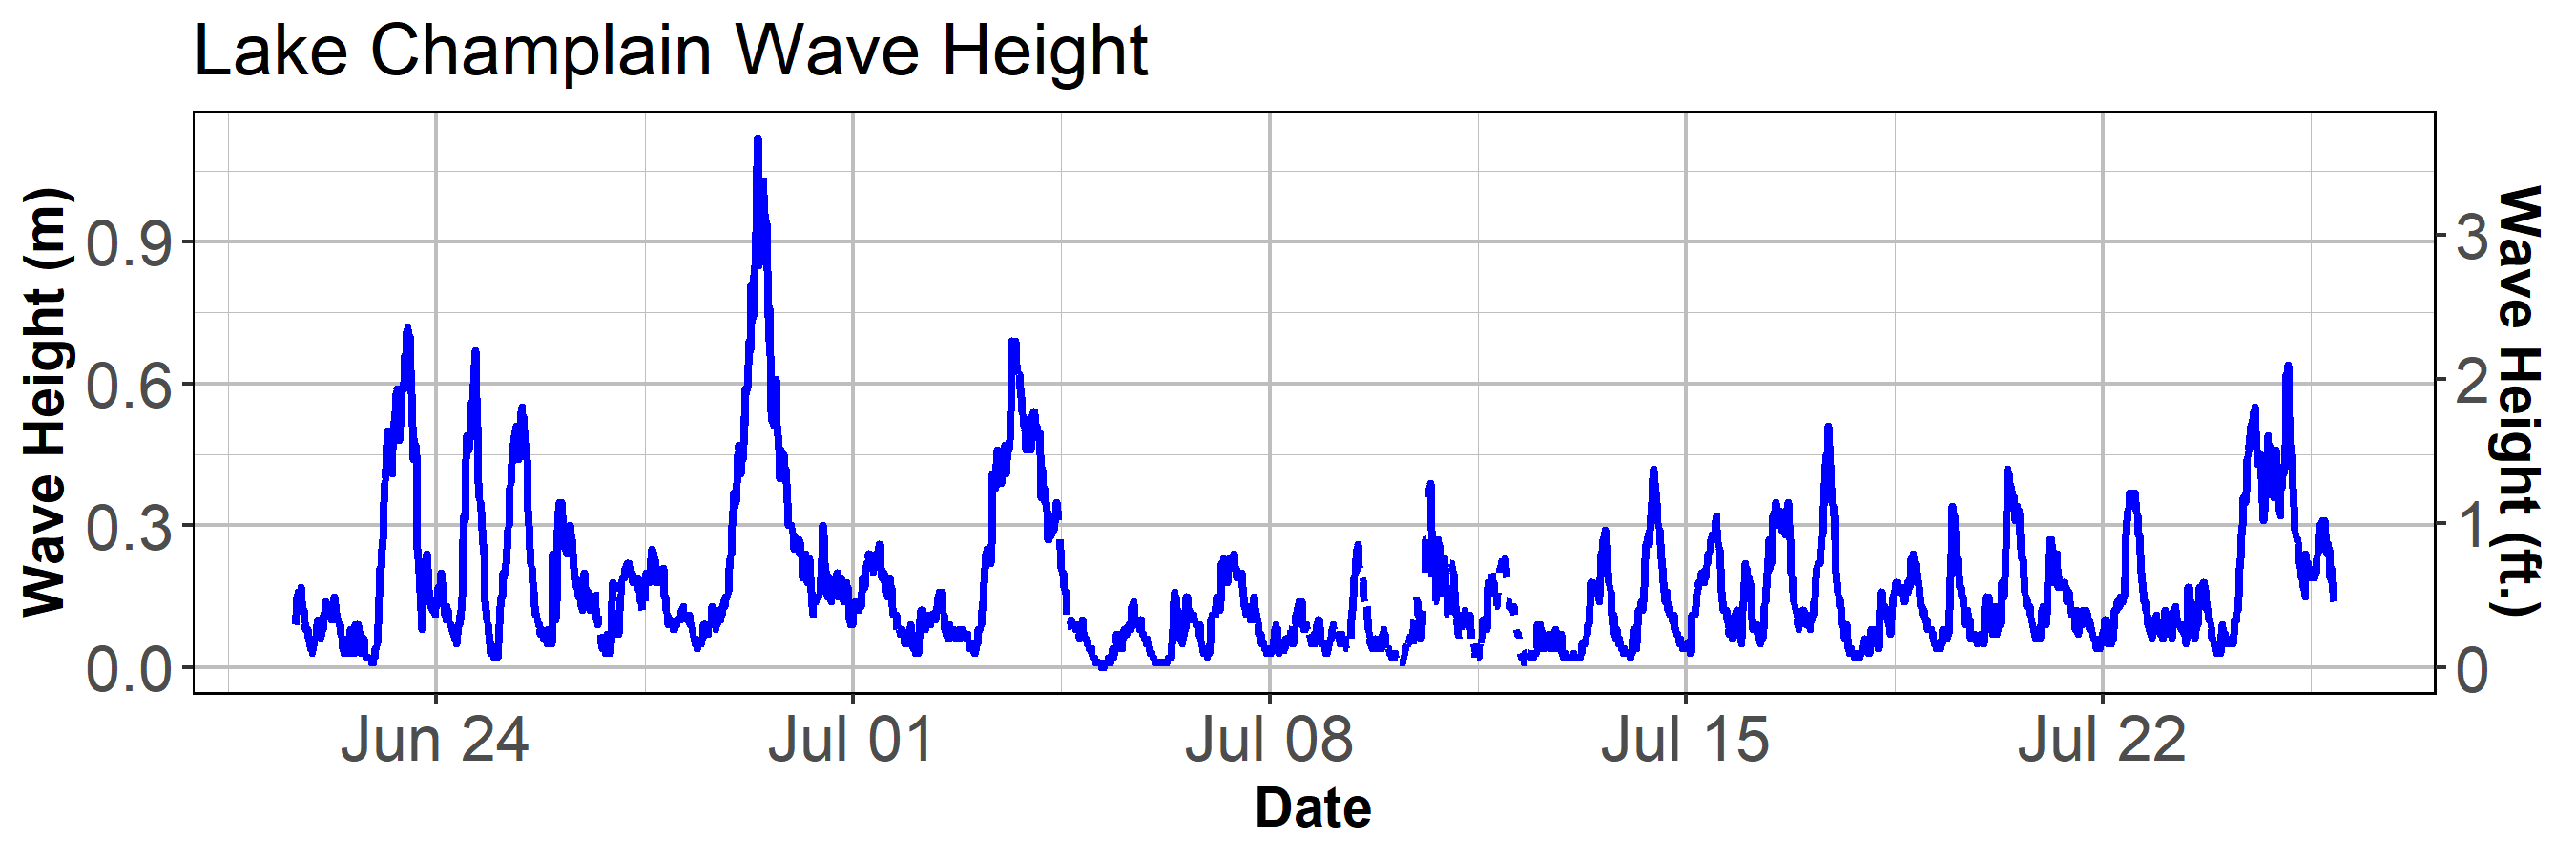 Lake Champlain Wave Height
Wave Height (m)
0.9
0.6
0.3
0.0
3
2
1
0
Wave Height (ft.)
Jun 24 Jul 01 Jul 08 Jul 15 Jul 22
Date